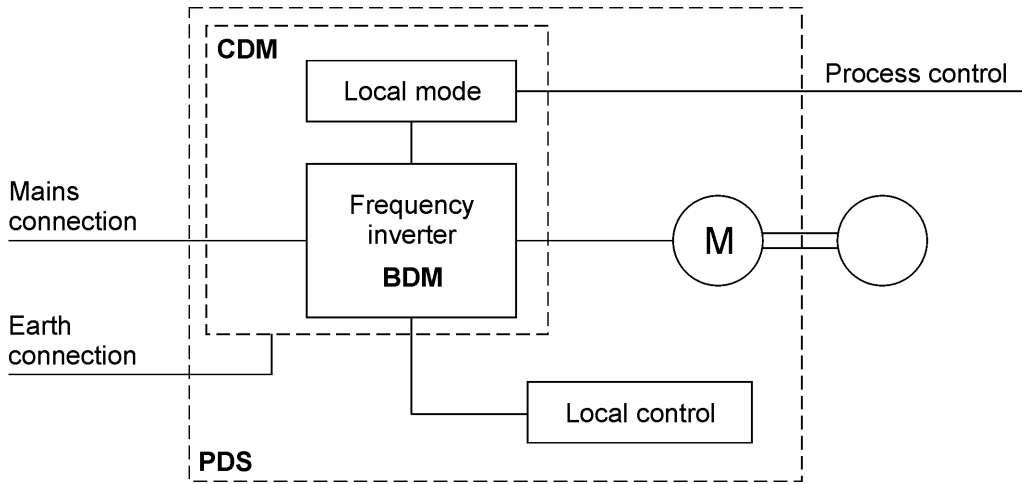 CDM
Local mode
Process control
Mains
connection
Frequency
inverter
BDM
M
Earth
connection
Local control
PDS